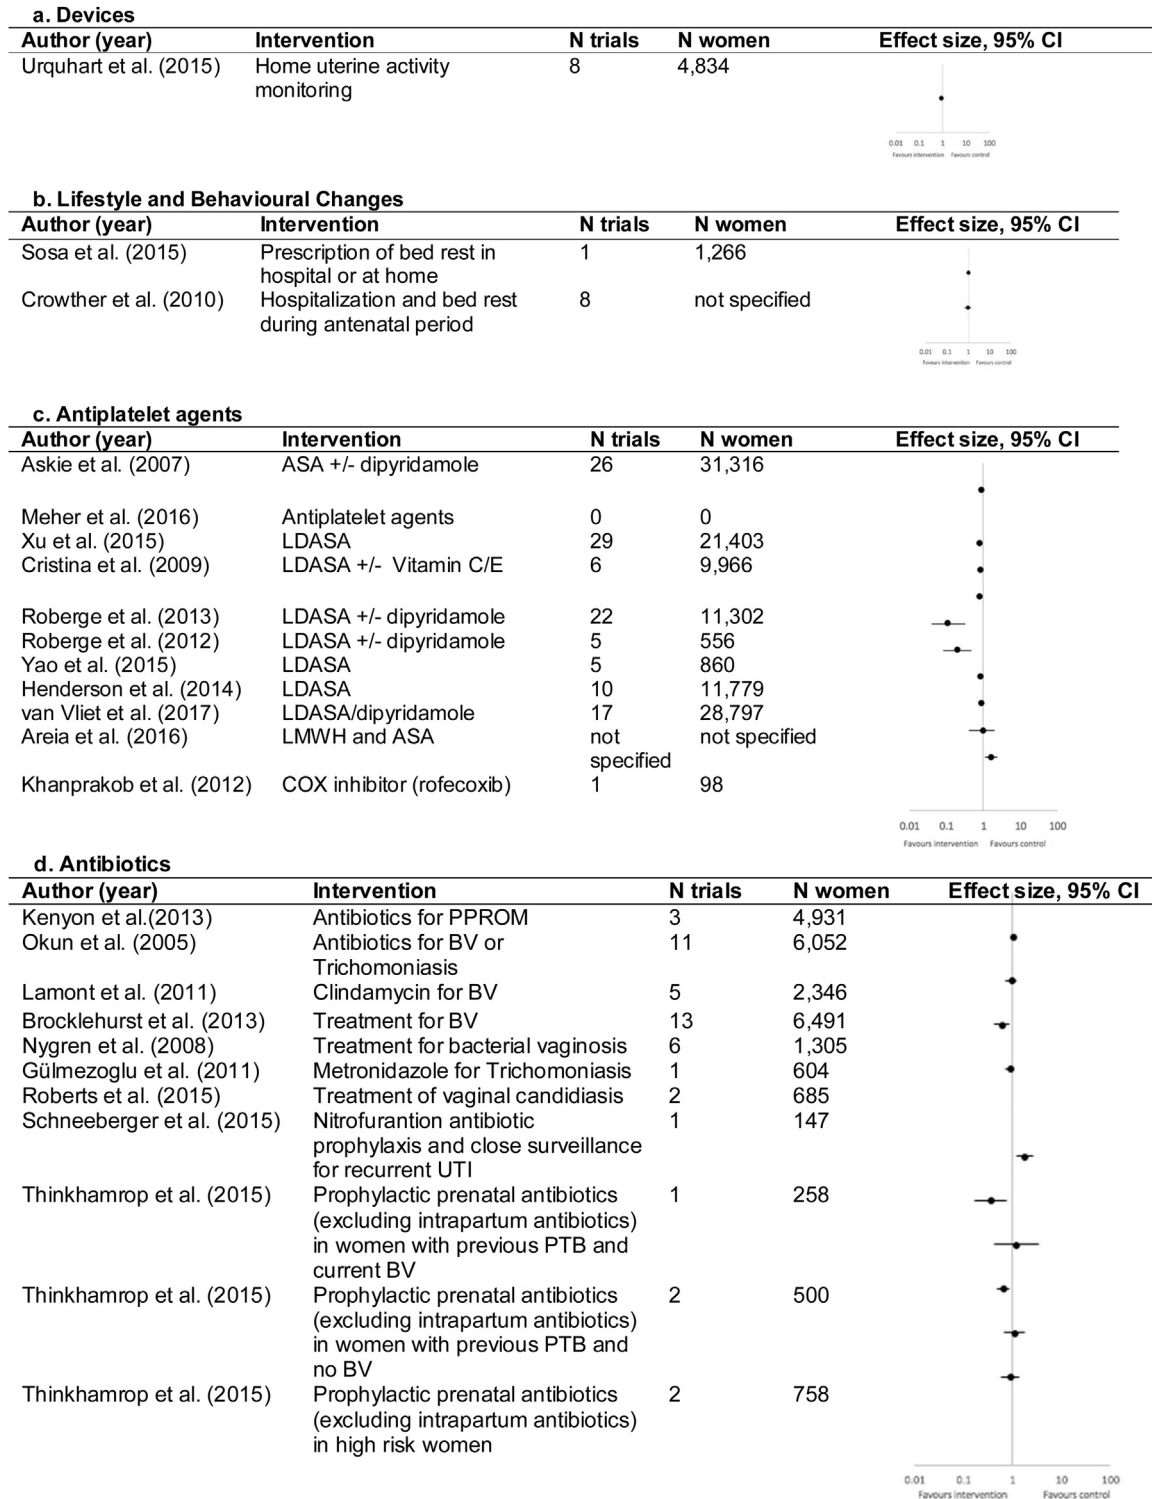 a. Devices
Author (year) Intervention N trials N women Effect size, 95% CI
Urquhart et al. (2015) Home uterine activity 8 4,834
monitoring
0.01 0.1 1 10 100
Favours intervention Favours control
b. Lifestyle and Behavioural Changes
Author (year) Intervention N trials N women Effect size, 95% CI
Sosa et al. (2015) Prescription of bed rest in 1 1,266
hospital or at home
Crowther et al. (2010) Hospitalization and bed rest 8 not specified
during antenatal period
0.01 0.1 1 10 100
Favours intervention Favours control
c. Antiplatelet agents
Author (year) Intervention N trials N women Effect size, 95% CI
Askie et al. (2007) ASA +/- dipyridamole 26 31,316
Meher et al. (2016) Antiplatelet agents 0 0
Xu et al. (2015) LDASA 29 21,403
Cristina et al. (2009) LDASA +/- Vitamin C/E 6 9,966
Roberge et al. (2013) LDASA +/- dipyridamole 22 11,302
Roberge et al. (2012) LDASA +/- dipyridamole 5 556
Yao et al. (2015) LDASA 5 860
Henderson et al. (2014) LDASA 10 11,779
van Vliet et al. (2017) LDASA/dipyridamole 17 28,797
Areia et al. (2016) LMWH and ASA not not specified
specified
Khanprakob et al. (2012) COX inhibitor (rofecoxib) 1 98
0.01 0.1 1 10 100
Favours intervention Favours control
d. Antibiotics
Author (year) Intervention N trials N women Effect size, 95% CI
Kenyon et al.(2013) Antibiotics for PPROM 3 4,931
Okun et al. (2005) Antibiotics for BV or 11 6,052
Trichomoniasis
Lamont et al. (2011) Clindamycin for BV 5 2,346
Brocklehurst et al. (2013) Treatment for BV 13 6,491
Nygren et al. (2008) Treatment for bacterial vaginosis 6 1,305
Gülmezoglu et al. (2011) Metronidazole for Trichomoniasis 1 604
Roberts et al. (2015) Treatment of vaginal candidiasis 2 685
Schneeberger et al. (2015) Nitrofurantion antibiotic 1 147
prophylaxis and close surveillance
for recurrent UTI
Thinkhamrop et al. (2015) Prophylactic prenatal antibiotics 1 258
(excluding intrapartum antibiotics)
in women with previous PTB and
current BV
Thinkhamrop et al. (2015) Prophylactic prenatal antibiotics 2 500
(excluding intrapartum antibiotics)
in women with previous PTB and
no BV
Thinkhamrop et al. (2015) Prophylactic prenatal antibiotics 2 758
(excluding intrapartum antibiotics)
in high risk women
0.01 0.1 1 10 100
Favours intervention Favours control